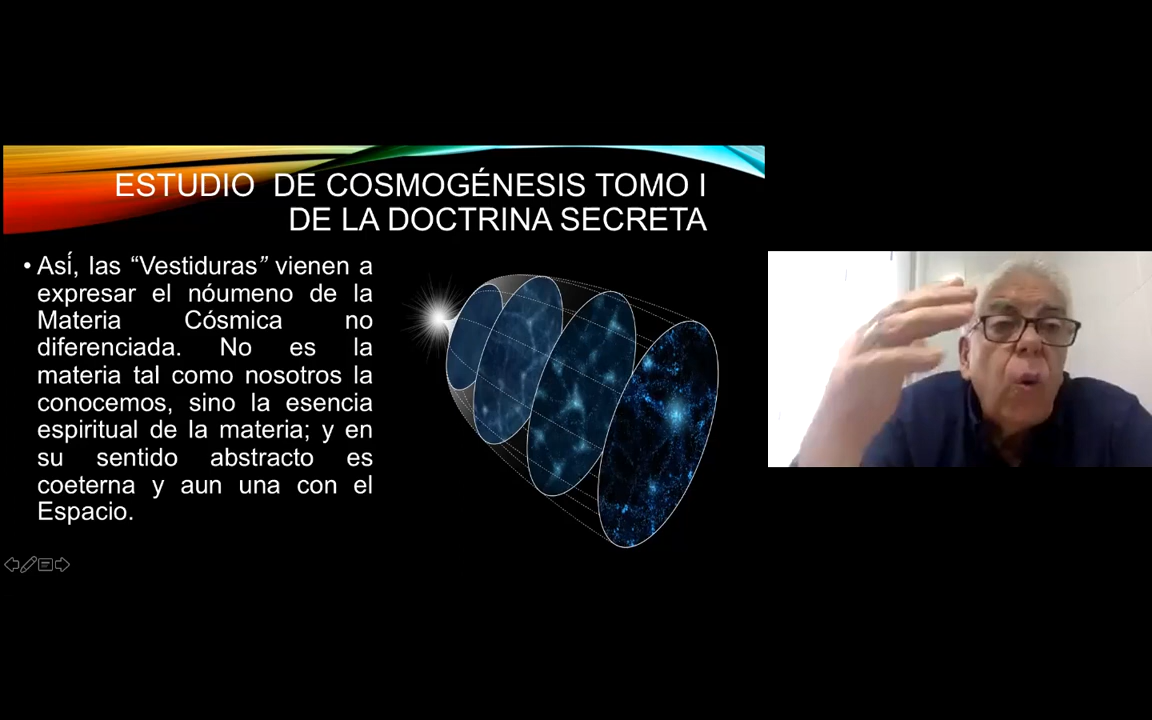 ESTUDIO DE COSMOGÉNESIS TOMO I
DE LA DOCTRINA SECRETA
• Así, las “Vestiduras” vienen a
expresar el nóumeno de la
Materia Cósmica no
diferenciada. No es la
materia tal como nosotros la
conocemos, sino la esencia
espiritual de la materia; y en
su sentido abstracto es
coeterna y aun una con el
Espacio.